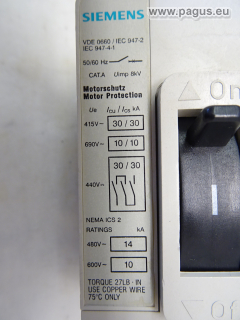 www.pagus.eu
SIEMENS
VDE 0660 / IEC 947-2
IEC 947-4-1
50/60 Hz
CAT.A Uimp 8kV
Motorschutz
Motor Protection
Ue ICU / ICS kA
415V~ 30 / 30
690V~ 10 / 10
30 / 30
440V~
NEMA ICS 2
RATINGS kA
480V~ 14
600V~ 10
TORQUE 27LB - IN
USE COPPER WIRE
75°C ONLY
On
Of